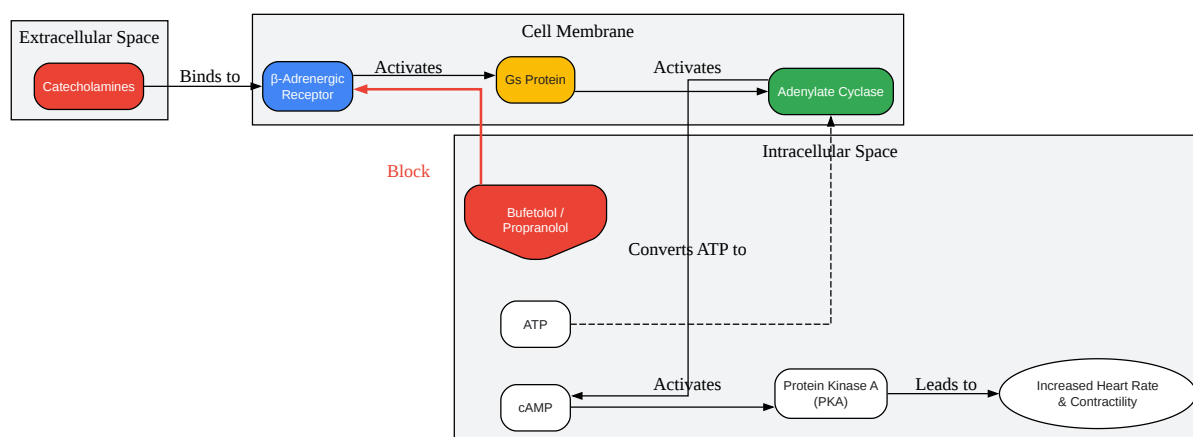 Extracellular Space
Cell Membrane
Catecholamines
Binds to
β-Adrenergic
Receptor
Activates
Gs Protein
Activates
Adenylate Cyclase
Intracellular Space
Block
Bufetolol /
Propranolol
Converts ATP to
ATP
cAMP
Activates
Protein Kinase A
(PKA)
Leads to
Increased Heart Rate
& Contractility